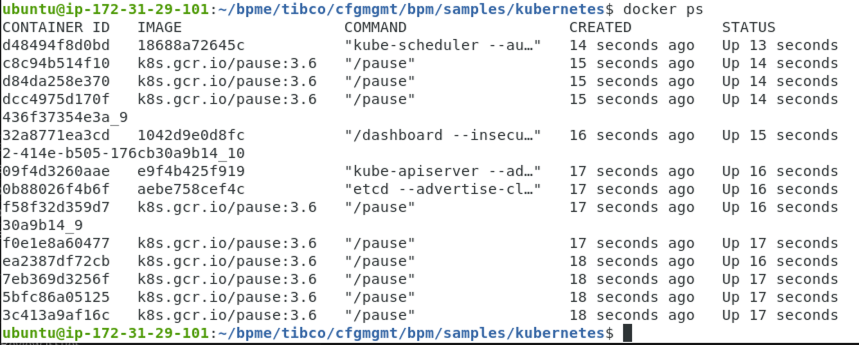 ubuntu@ip-172-31-29-101:~/bpme/tibco/cfgmgmt/bpm/samples/kubernetes$ docker ps
CONTAINER ID   IMAGE                  COMMAND                  CREATED          STATUS
d48494f8d0bd   18688a72645c           "kube-scheduler --au…"   14 seconds ago   Up 13 seconds
c8c94b514f10   k8s.gcr.io/pause:3.6   "/pause"                 15 seconds ago   Up 14 seconds
d84da258e370   k8s.gcr.io/pause:3.6   "/pause"                 15 seconds ago   Up 14 seconds
dcc4975d170f   k8s.gcr.io/pause:3.6   "/pause"                 15 seconds ago   Up 14 seconds
436f37354e3a_9
32a8771ea3cd   1042d9e0d8fc           "/dashboard --insecu…"   16 seconds ago   Up 15 seconds
2-414e-b505-176cb30a9b14_10
09f4d3260aae   e9f4b425f919           "kube-apiserver --ad…"   17 seconds ago   Up 16 seconds
0b88026f4b6f   aebe758cef4c           "etcd --advertise-cl…"   17 seconds ago   Up 16 seconds
f58f32d359d7   k8s.gcr.io/pause:3.6   "/pause"                 17 seconds ago   Up 16 seconds
30a9b14_9
f0e1e8a60477   k8s.gcr.io/pause:3.6   "/pause"                 17 seconds ago   Up 17 seconds
ea2387df72cb   k8s.gcr.io/pause:3.6   "/pause"                 18 seconds ago   Up 16 seconds
7eb369d3256f   k8s.gcr.io/pause:3.6   "/pause"                 18 seconds ago   Up 17 seconds
5bfc86a05125   k8s.gcr.io/pause:3.6   "/pause"                 18 seconds ago   Up 17 seconds
3c413a9af16c   k8s.gcr.io/pause:3.6   "/pause"                 18 seconds ago   Up 17 seconds
ubuntu@ip-172-31-29-101:~/bpme/tibco/cfgmgmt/bpm/samples/kubernetes$